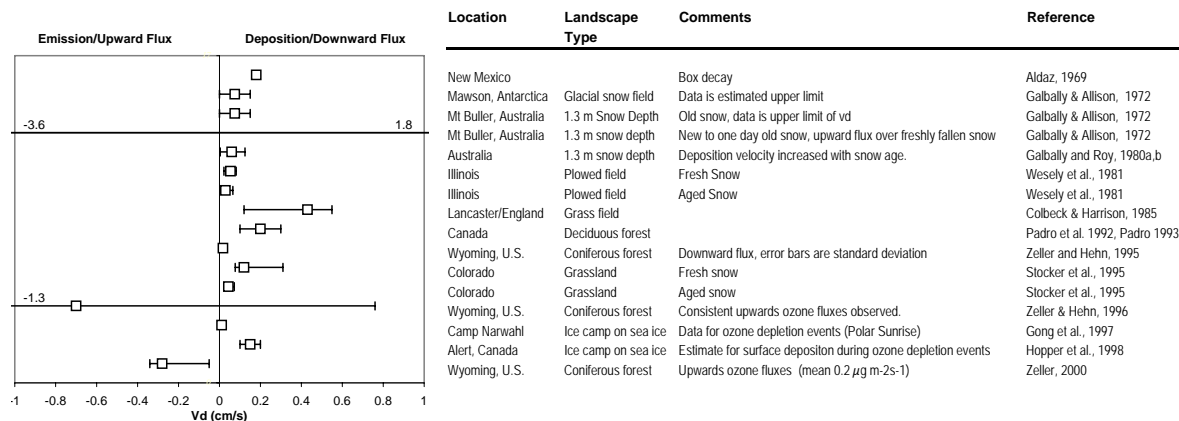 Location Landscape Type Comments Reference
Emission/Upward Flux Deposition/Downward Flux
New Mexico Box decay Aldaz, 1969
Mawson, Antarctica Glacial snow field Data is estimated upper limit Galbally & Allison, 1972
Mt Buller, Australia 1.3 m Snow Depth Old snow, data is upper limit of vd Galbally & Allison, 1972
-3.6 1.8
Mt Buller, Australia 1.3 m snow depth New to one day old snow, upward flux over freshly fallen snow Galbally & Allison, 1972
Australia 1.3 m snow depth Deposition velocity increased with snow age. Galbally and Roy, 1980a,b
Illinois Plowed field Fresh Snow Wesely et al., 1981
Illinois Plowed field Aged Snow Wesely et al., 1981
Lancaster/England Grass field Colbeck & Harrison, 1985
Canada Deciduous forest Padro et al. 1992, Padro 1993
Wyoming, U.S. Coniferous forest Downward flux, error bars are standard deviation Zeller and Hehn, 1995
Colorado Grassland Fresh snow Stocker et al., 1995
Colorado Grassland Aged snow Stocker et al., 1995
-1.3
Wyoming, U.S. Coniferous forest Consistent upwards ozone fluxes observed. Zeller & Hehn, 1996
Camp Narwahl Ice camp on sea ice Data for ozone depletion events (Polar Sunrise) Gong et al., 1997
Alert, Canada Ice camp on sea ice Estimate for surface depositon during ozone depletion events Hopper et al., 1998
Wyoming, U.S. Coniferous forest Upwards ozone fluxes (mean 0.2 µg m-2s-1) Zeller, 2000
-1 -0.8 -0.6 -0.4 -0.2 0 0.2 0.4 0.6 0.8 1
Vd (cm/s)